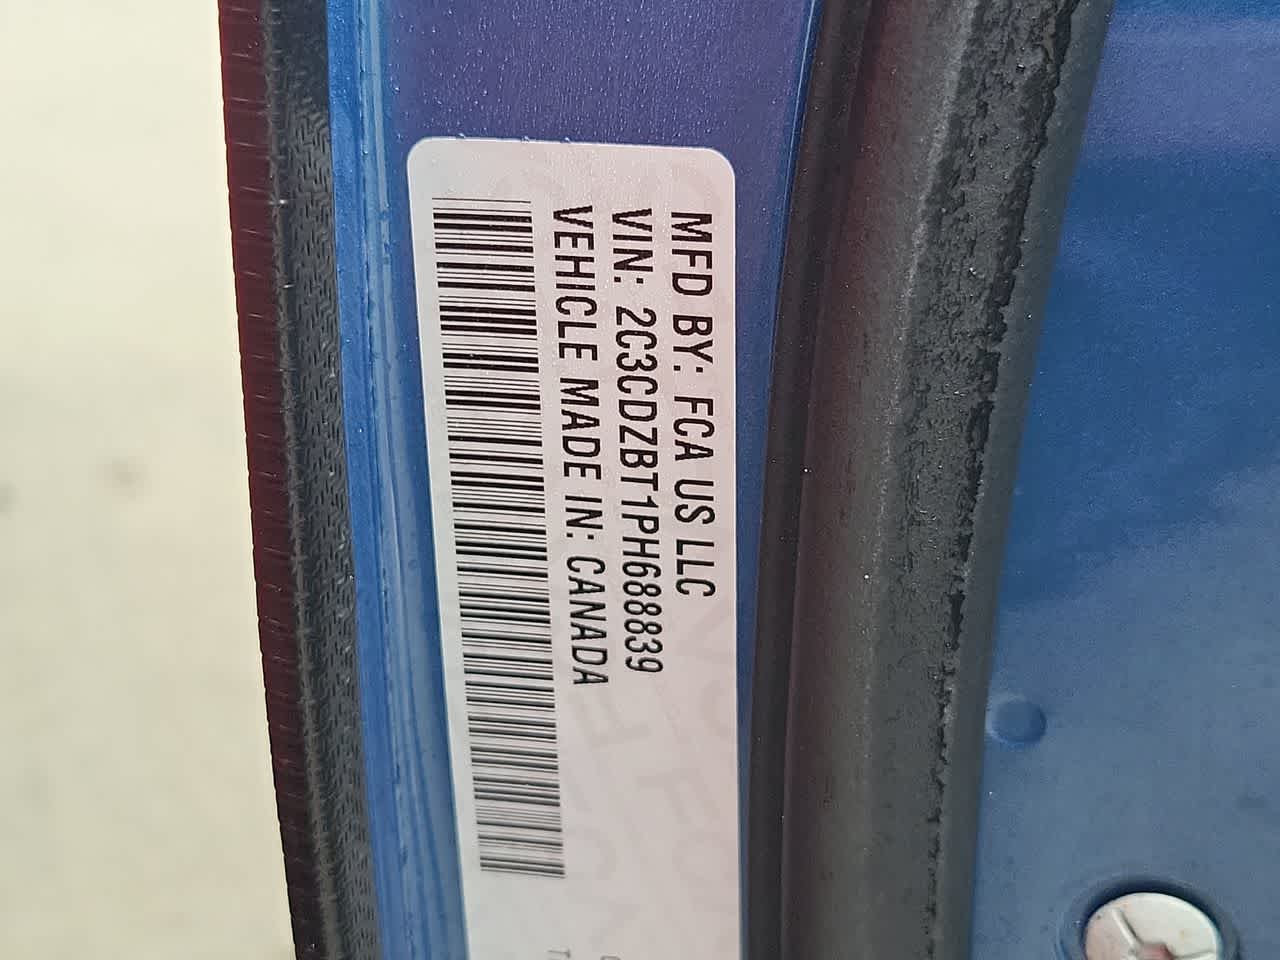 MFD BY: FCA US LLC
VIN: 2C3CDZBT1PH688839
VEHICLE MADE IN: CANADA